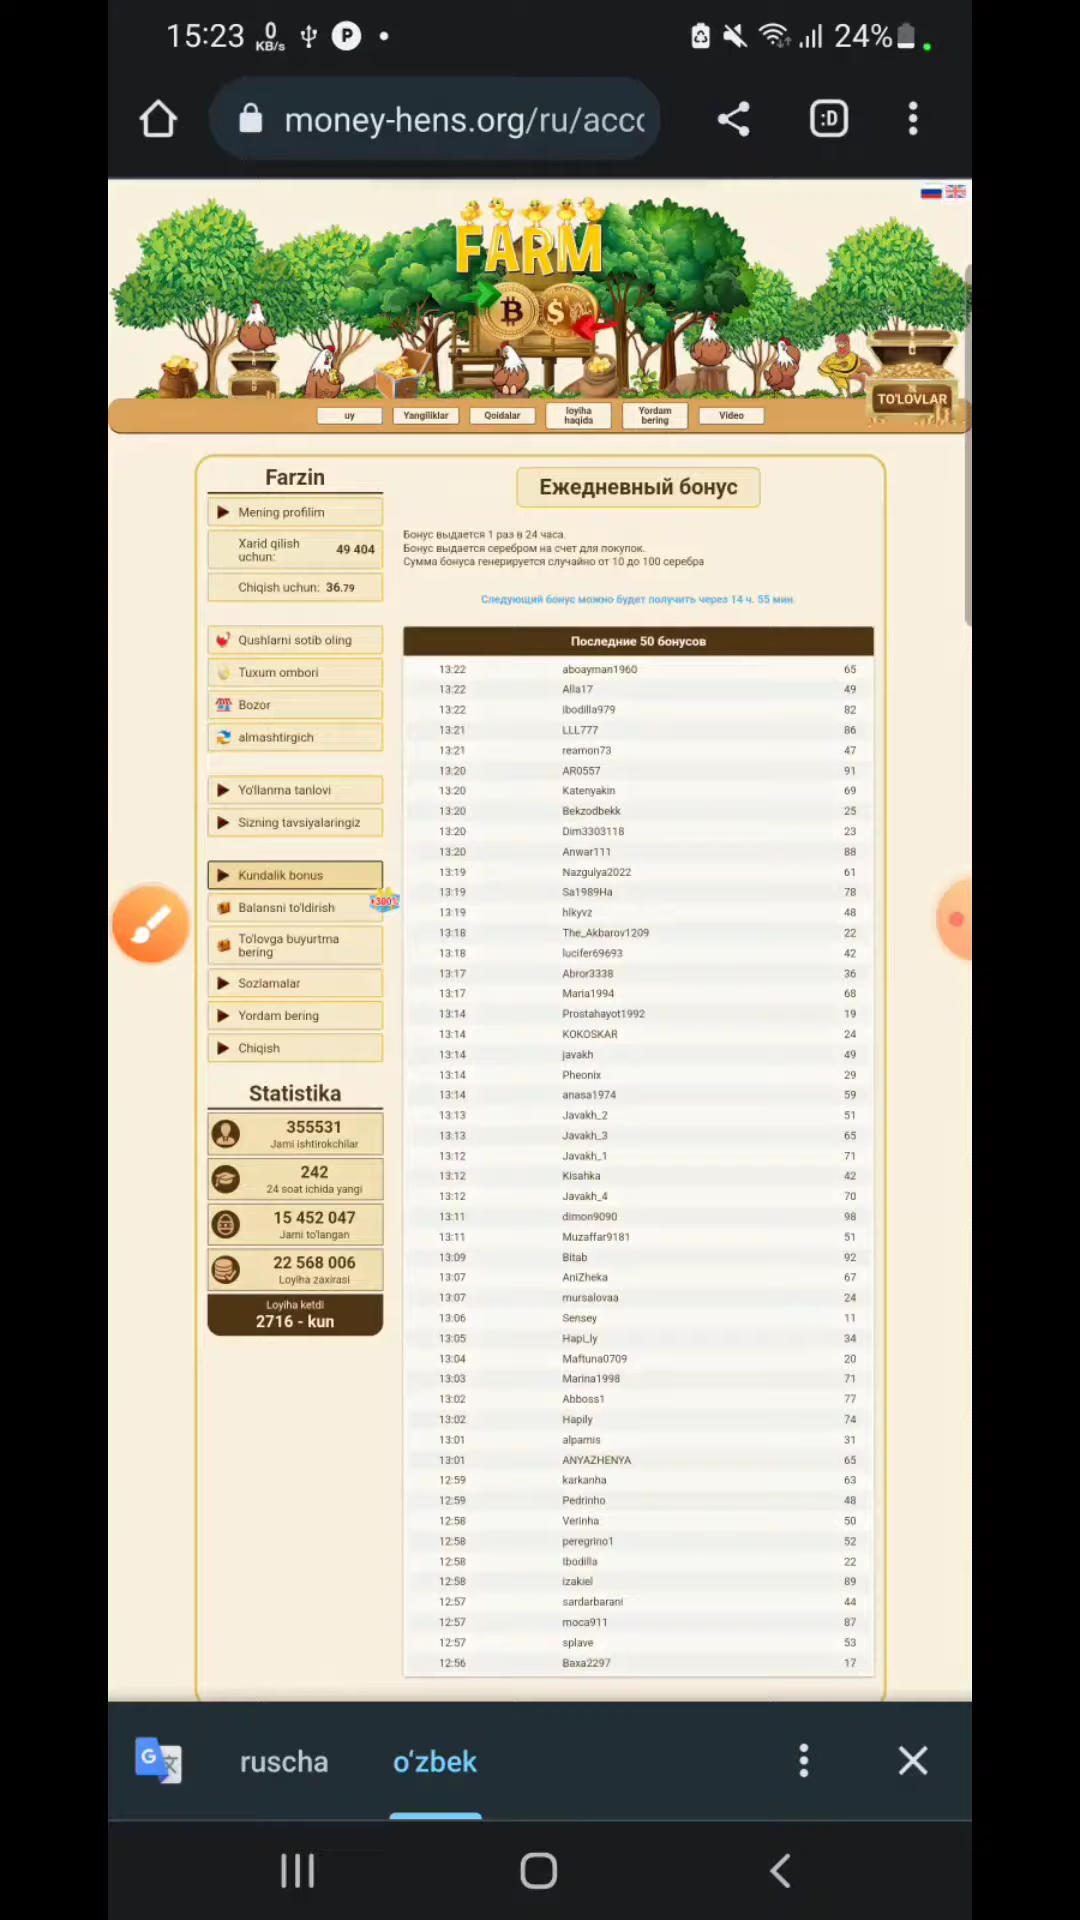 15:23 0 KB/s P 24%
money-hens.org/ru/acc
FARM
TO'LOVLAR
uy
Yangiliklar
Qoidalar
loyiha haqida
Yordam bering
Video
Farzin
Mening profilim
Xarid qilish uchun: 49 404
Chiqish uchun: 36.79
Qushlarni sotib oling
Tuxum ombori
Bozor
almashtirgich
Yo'llanma tanlovi
Sizning tavsiyalaringiz
Kundalik bonus
Balansni to'ldirish +300%
To'lovga buyurtma bering
Sozlamalar
Yordam bering
Chiqish
Statistika
355531
Jami ishtirokchilar
242
24 soat ichida yangi
15 452 047
Jami to'langan
22 568 006
Loyiha zaxirasi
Loyiha ketdi
2716 - kun
Ежедневный бонус
Бонус выдается 1 раз в 24 часа.
Бонус выдается серебром на счет для покупок.
Сумма бонуса генерируется случайно от 10 до 100 серебра
Следующий бонус можно будет получить через 14 ч. 55 мин.
Последние 50 бонусов
13:22 aboayman1960 65
13:22 Alla17 49
13:22 Ibodilla979 82
13:21 LLL777 86
13:21 reamon73 47
13:20 AR0557 91
13:20 Katenyakin 69
13:20 Bekzodbekk 25
13:20 Dim3303118 23
13:20 Anwar111 88
13:19 Nazgulya2022 61
13:19 Sa1989Ha 78
13:19 hlkyvz 48
13:18 The_Akbarov1209 22
13:18 lucifer69693 42
13:17 Abror3338 36
13:17 Maria1994 68
13:14 Prostahayot1992 19
13:14 KOKOSKAR 24
13:14 javakh 49
13:14 Pheonix 29
13:14 anasa1974 59
13:13 Javakh_2 51
13:13 Javakh_3 65
13:12 Javakh_1 71
13:12 Kisahka 42
13:12 Javakh_4 70
13:11 dimon9090 98
13:11 Muzaffar9181 51
13:09 Bitab 92
13:07 AniZheka 67
13:07 mursalovaa 24
13:06 Sensey 11
13:05 Hapi_ly 34
13:04 Maftuna0709 20
13:03 Marina1998 71
13:02 Abboss1 77
13:02 Hapily 74
13:01 alpamis 31
13:01 ANYAZHENYA 65
12:59 karkanha 63
12:59 Pedrinho 48
12:58 Verinha 50
12:58 peregrino1 52
12:58 Ibodilla 22
12:58 izakiel 89
12:57 sardarbarani 44
12:57 moca911 87
12:57 splave 53
12:56 Baxa2297 17
ruscha
o‘zbek